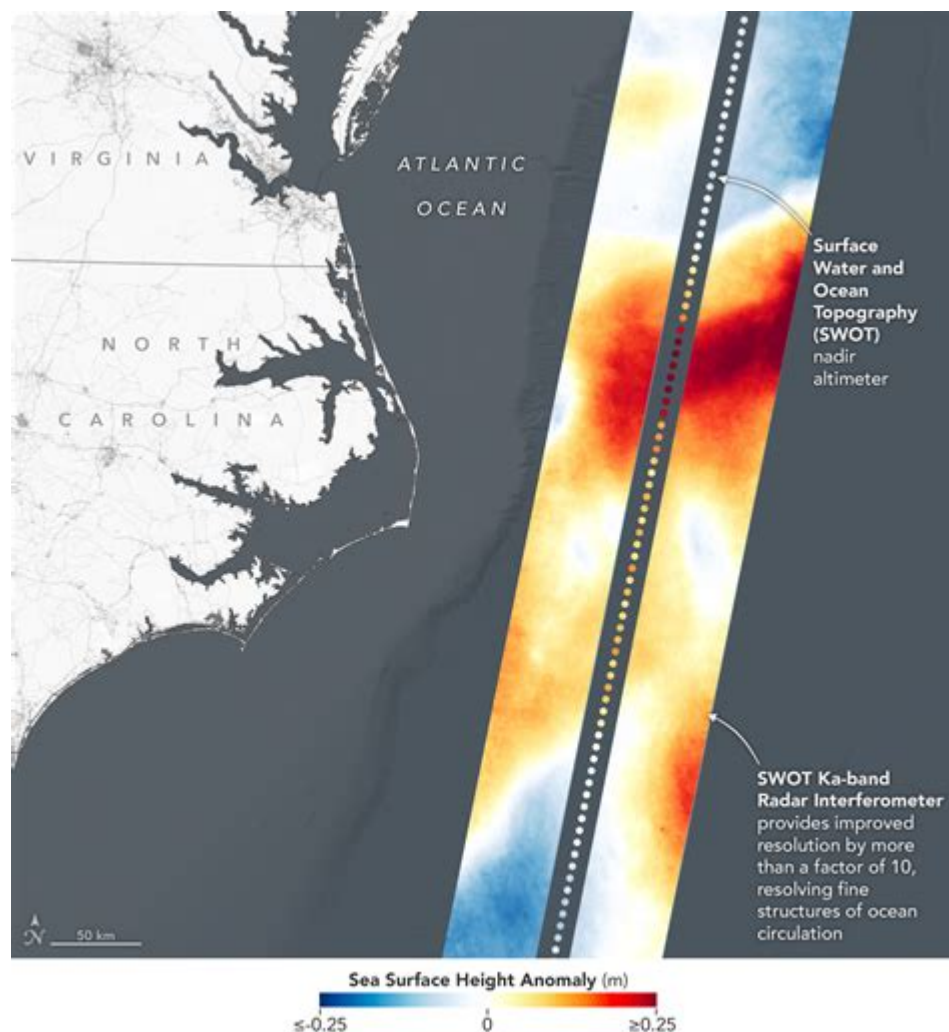 VIRGINIA
ATLANTIC
OCEAN
NORTH
CAROLINA
Surface
Water and
Ocean
Topography
(SWOT)
nadir
altimeter
SWOT Ka-band
Radar Interferometer
provides improved
resolution by more
than a factor of 10,
resolving fine
structures of ocean
circulation
N
50 km
Sea Surface Height Anomaly (m)
≤-0.25 0 ≥0.25